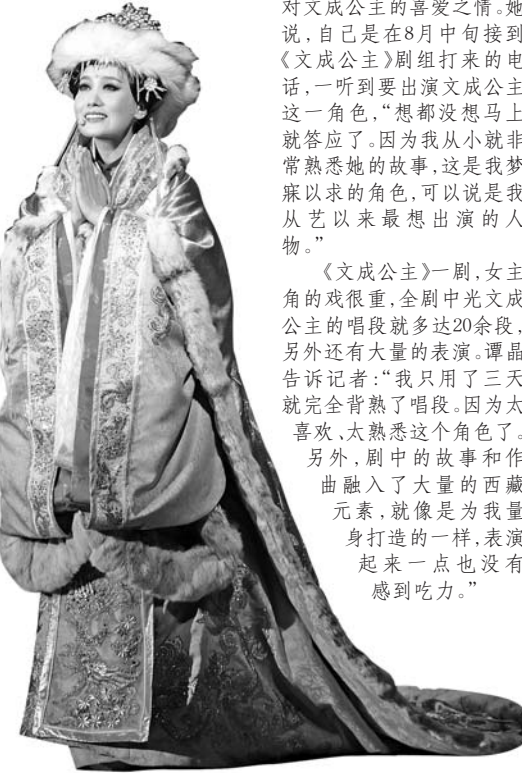 对文成公主的喜爱之情。她
说,自己是在8月中旬接到
《文成公主》剧组打来的电
话,一听到要出演文成公主
这一角色,“想都没想马上
就答应了。因为我从小就非
常熟悉她的故事,这是我梦
寐以求的角色,可以说是我
从艺以来最想出演的人
物。”
《文成公主》一剧,女主
角的戏很重,全剧中光文成
公主的唱段就多达20余段,
另外还有大量的表演。谭晶
告诉记者:“我只用了三天
就完全背熟了唱段。因为太
喜欢、太熟悉这个角色了。
另外,剧中的故事和作
曲融入了大量的西藏
元素,就像是为我量
身打造的一样,表演
起来一点也没有
感到吃力。”